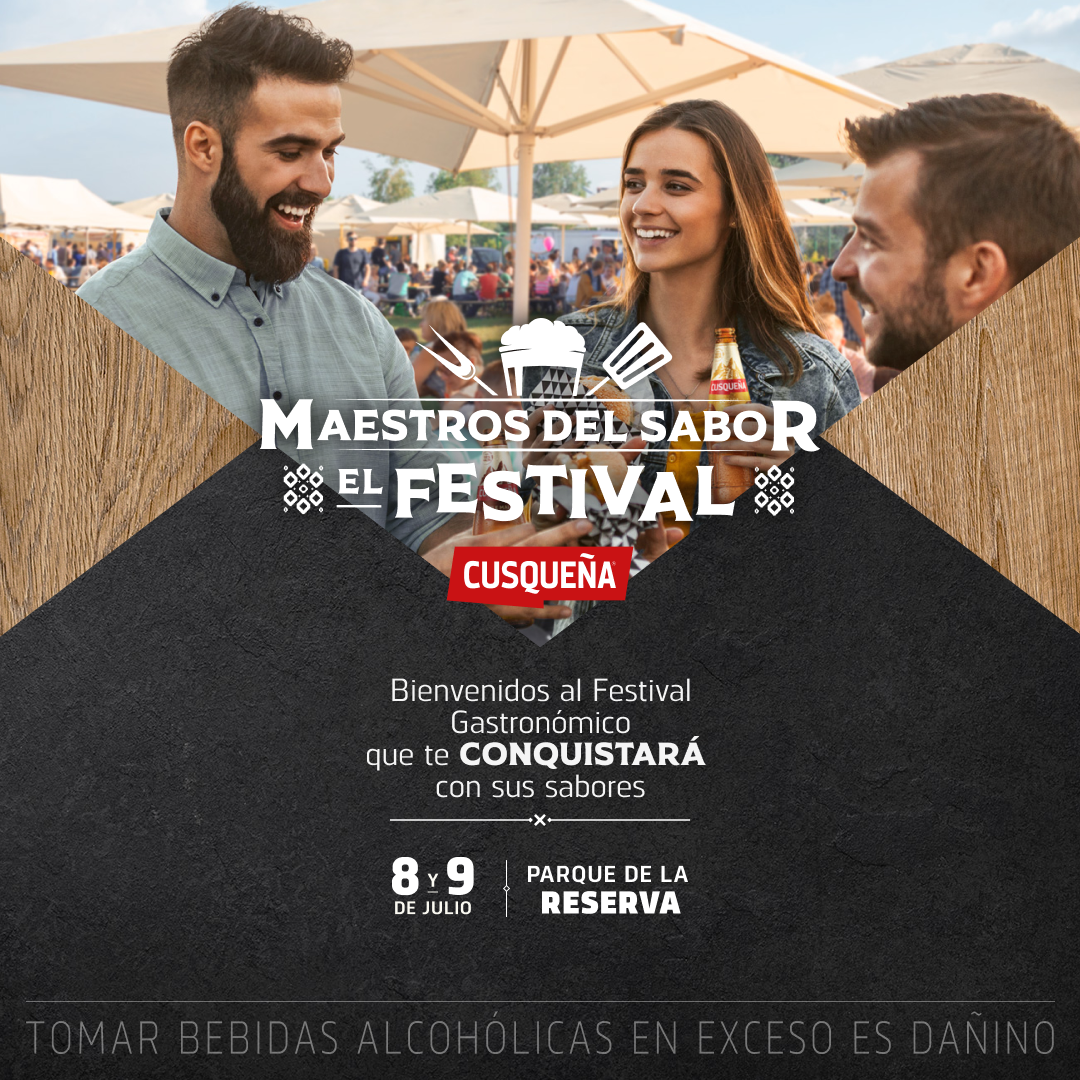 CUSQUEÑA
MAESTROS DEL SABOR
EL FESTIVAL
CUSQUEÑA
Bienvenidos al Festival
Gastronómico
que te CONQUISTARÁ
con sus sabores
8 Y 9
DE JULIO
PARQUE DE LA
RESERVA
TOMAR BEBIDAS ALCOHÓLICAS EN EXCESO ES DAÑINO